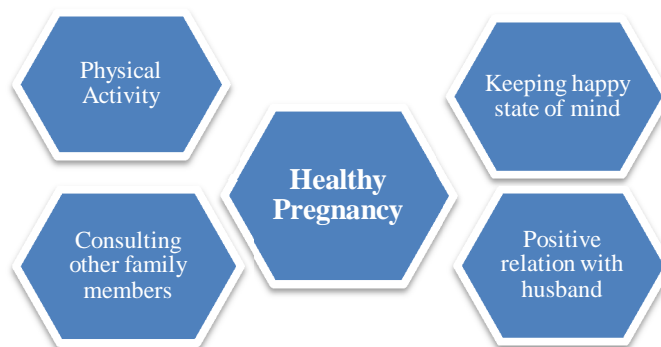 Physical
Activity
Keeping happy
state of mind
Healthy
Pregnancy
Consulting
other family
members
Positive
relation with
husband